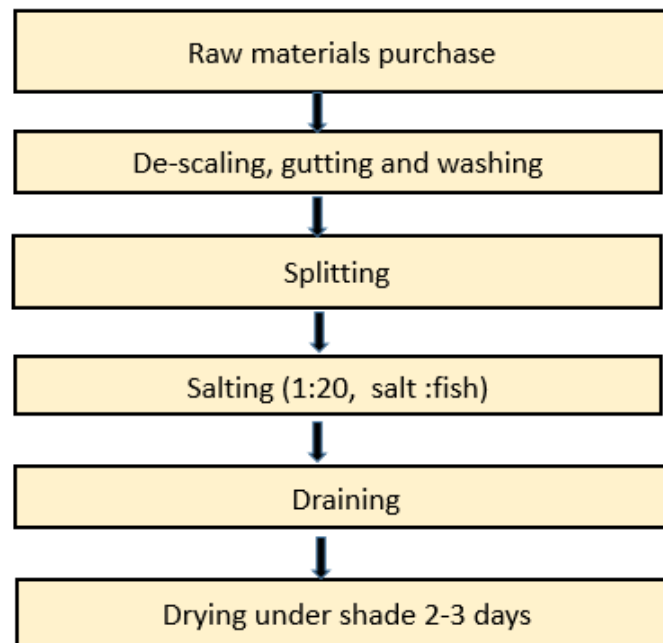 Raw materials purchase
De-scaling, gutting and washing
Splitting
Salting (1:20,  salt :fish)
Draining
Drying under shade 2-3 days